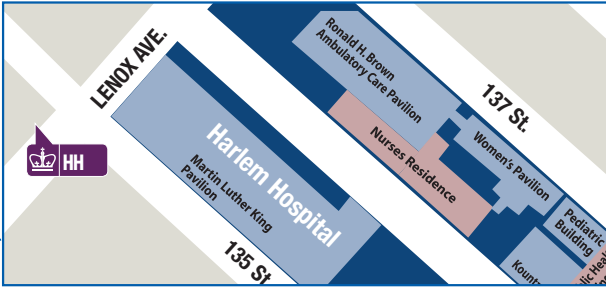 LENOX AVE.
HH
Harlem Hospital
Martin Luther King
Pavilion
135 St
Ronald H. Brown
Ambulatory Care Pavilion
Nurses Residence
137 St.
Women's Pavilion
Pediatric
Building